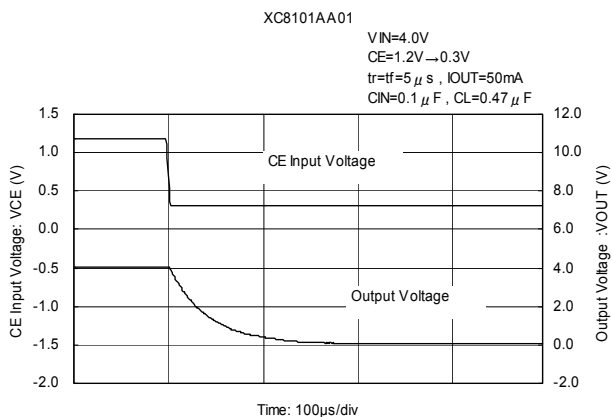 XC8101AA01
VIN=4.0V
CE=1.2V→0.3V
tr=tf=5μs , IOUT=50mA
CIN=0.1μF , CL=0.47μF
CE Input Voltage: VCE (V)
1.5
1.0
0.5
0.0
-0.5
-1.0
-1.5
-2.0
CE Input Voltage
Output Voltage
12.0
10.0
8.0
6.0
4.0
2.0
0.0
-2.0
Output Voltage :VOUT (V)
Time: 100μs/div